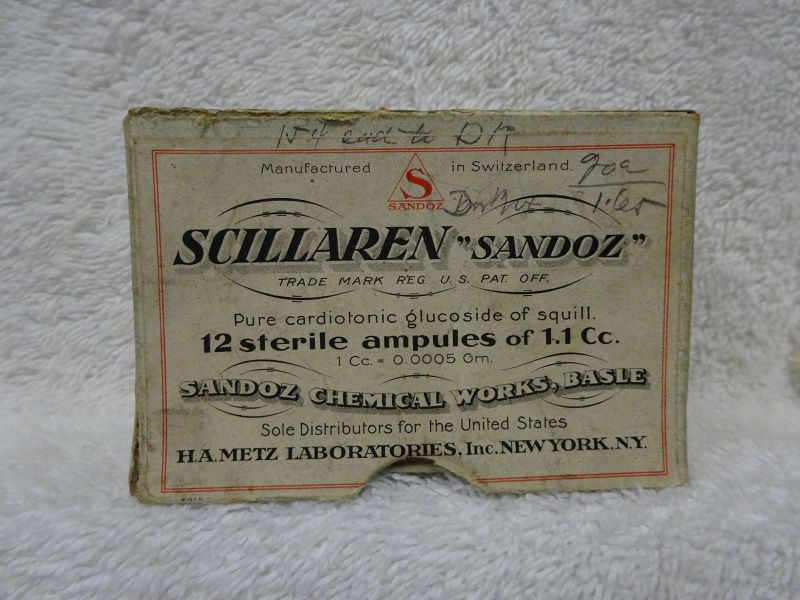 to
Manufactured in Switzerland.
S
SANDOZ
SCILLAREN "SANDOZ"
TRADE MARK REG. U.S. PAT. OFF.
Pure cardiotonic glucoside of squill.
12 sterile ampules of 1.1 Cc.
1 Cc. = 0.0005 Gm.
SANDOZ CHEMICAL WORKS, BASLE
Sole Distributors for the United States
H.A. METZ LABORATORIES, Inc. NEW YORK. N.Y.